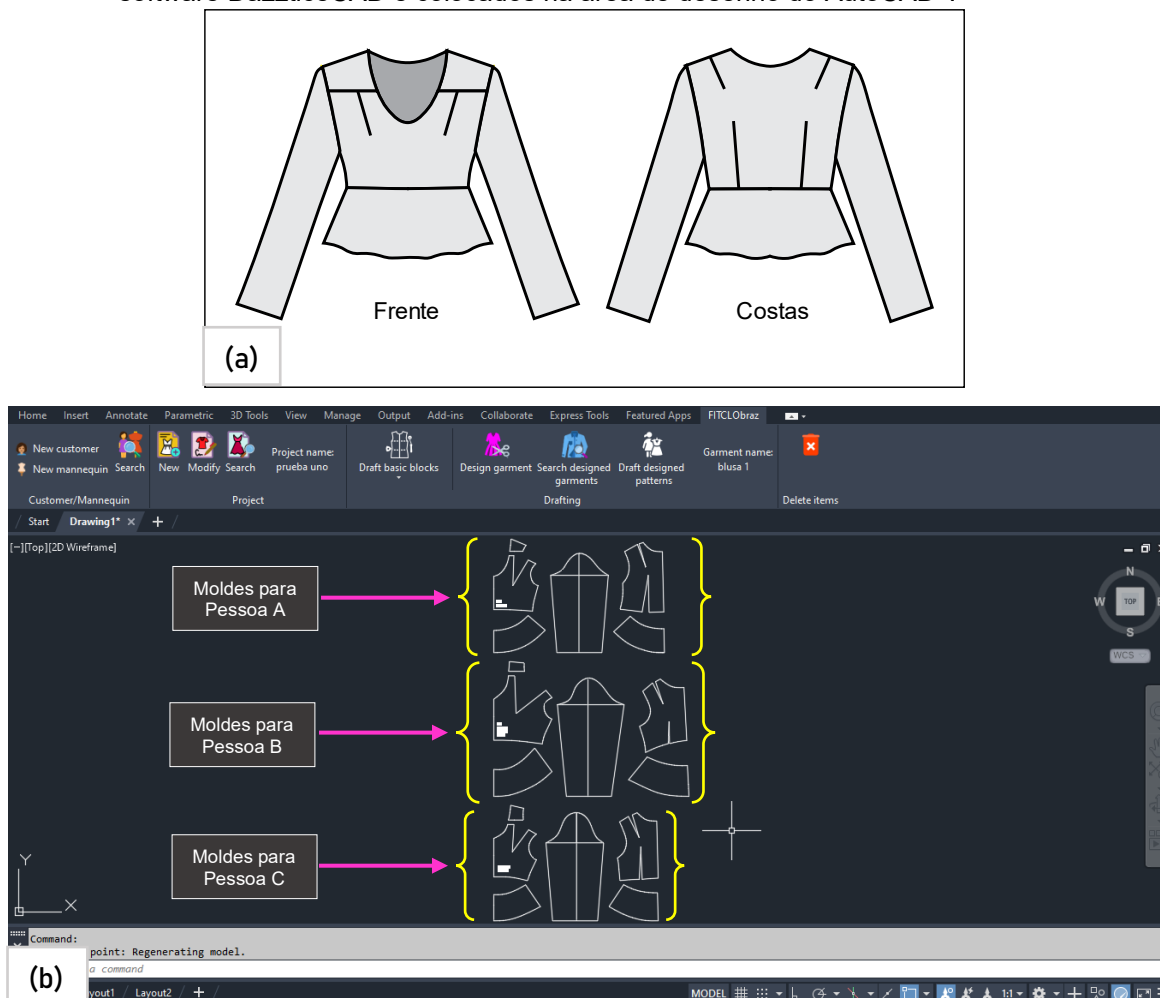 Frente
Costas
(a)
Home Insert Annotate Parametric 3D Tools View Manage Output Add-ins Collaborate Express Tools Featured Apps FITCLObraz
New customer
New mannequin Search New Modify Search
Project name:
prueba uno
Draft basic blocks
Design garment Search designed garments Draft designed patterns
Garment name:
blusa 1
Customer/Mannequin Project Drafting Delete items
Start Drawing1* × +
[−][Top][2D Wireframe]
N
W TOP E
S
WCS
Moldes para
Pessoa A
Moldes para
Pessoa B
Moldes para
Pessoa C
Y
X
Command:
point: Regenerating model.
a command
(b)
yout1 / Layout2 / +
MODEL 1:1